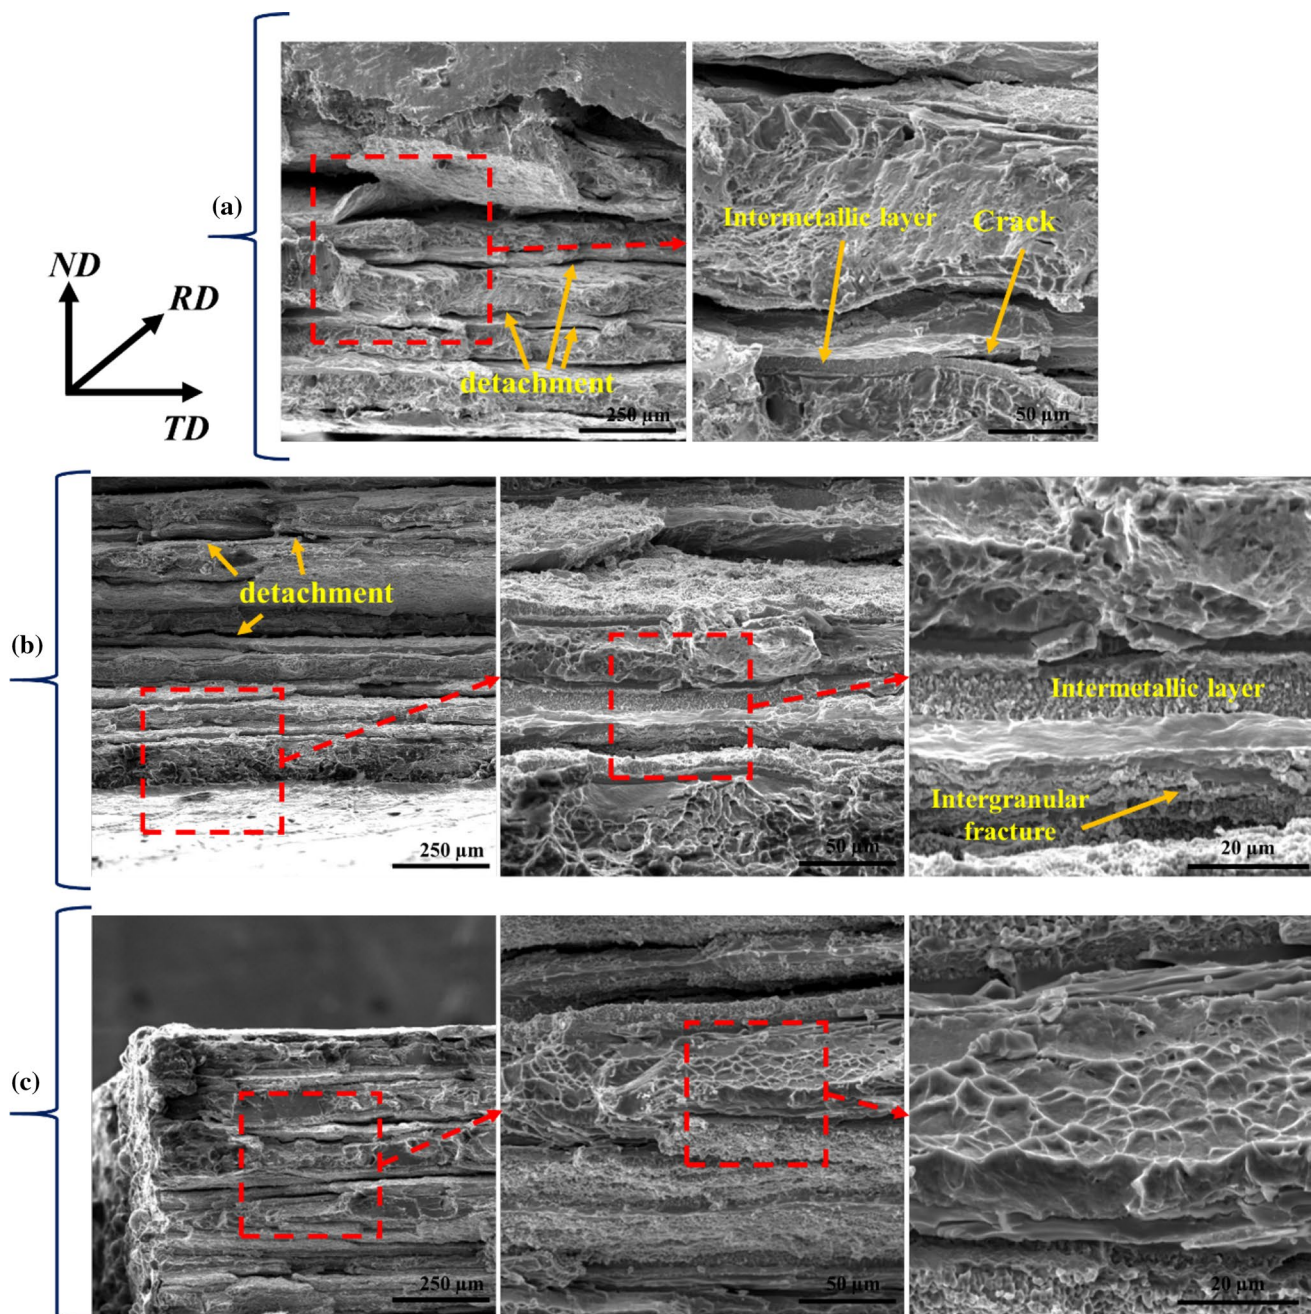 (a)
ND
RD
TD
detachment
250 µm
Intermetallic layer
Crack
50 µm
(b)
detachment
250 µm
50 µm
Intermetallic layer
Intergranular
fracture
20 µm
(c)
250 µm
50 µm
20 µm